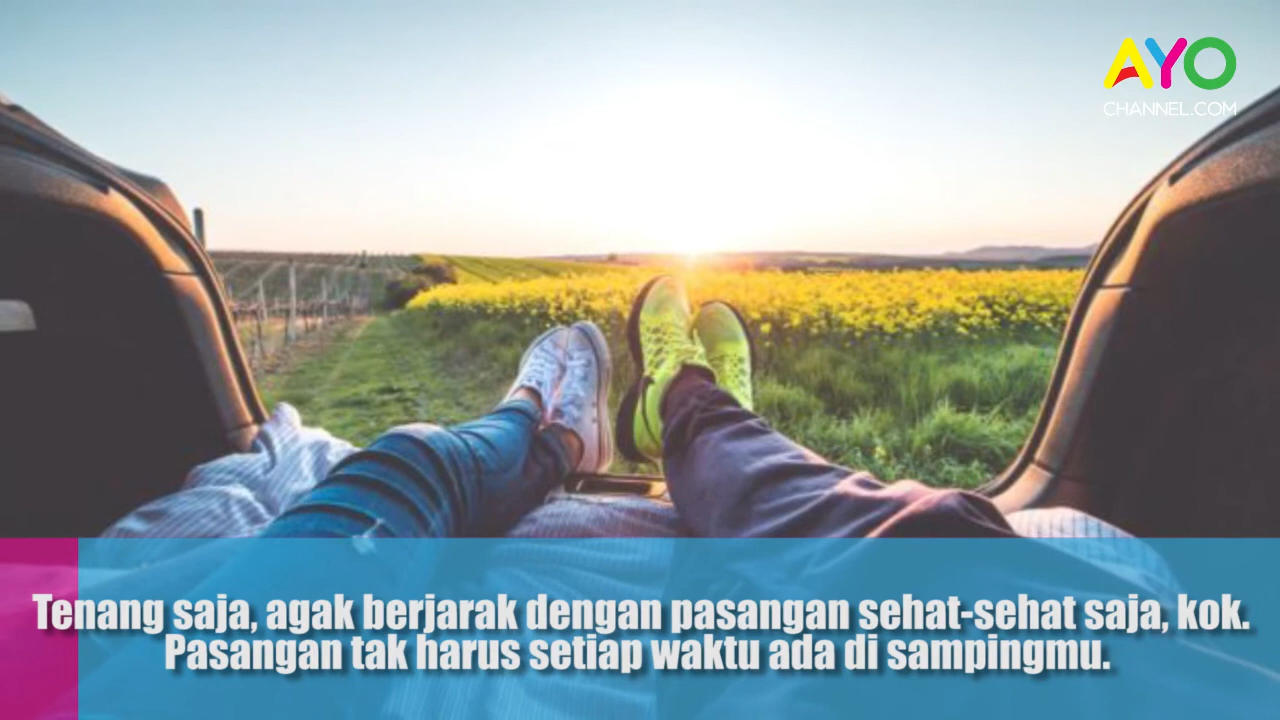 AYO
CHANNEL.COM
Tenang saja, agak berjarak dengan pasangan sehat-sehat saja, kok.
Pasangan tak harus setiap waktu ada di sampingmu.